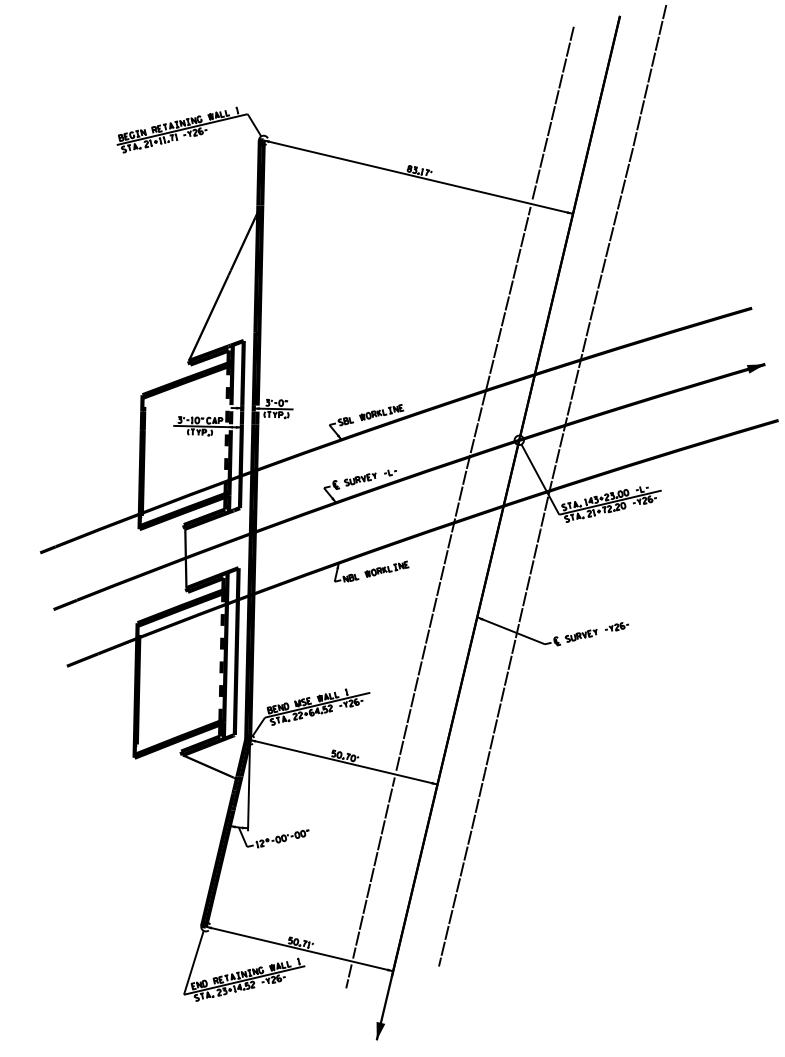 BEGIN RETAINING WALL 1
STA. 21+11.71 -Y26-
83.17'
3'-0"
(TYP.)
3'-10" CAP
(TYP.)
SBL WORKLINE
℄ SURVEY -L-
STA. 143+23.00 -L-
STA. 21+72.20 -Y26-
NBL WORKLINE
℄ SURVEY -Y26-
BEND MSE WALL 1
STA. 22+64.52 -Y26-
50.70'
12°-00'-00"
50.71'
END RETAINING WALL 1
STA. 23+14.52 -Y26-